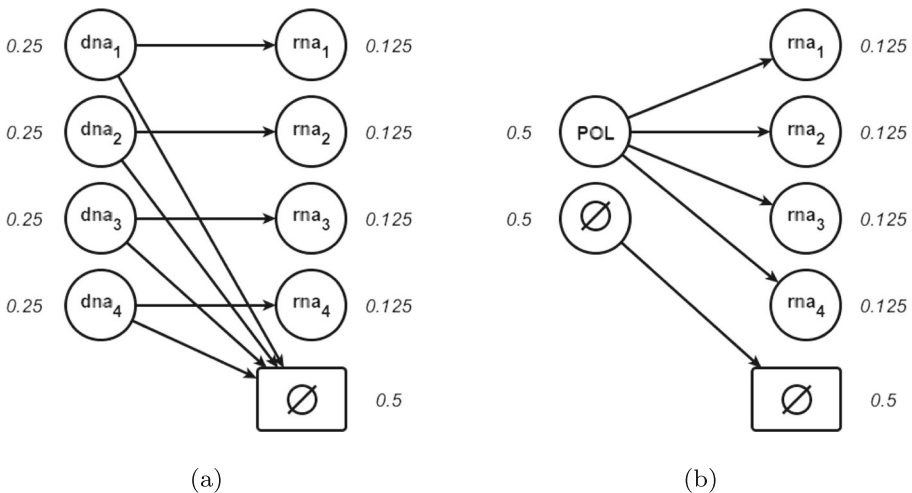 0.25 dna1 rna1 0.125 rna1 0.125
0.25 dna2 rna2 0.125 0.5 POL rna2 0.125
0.25 dna3 rna3 0.125 0.5 ∅ rna3 0.125
0.25 dna4 rna4 0.125 rna4 0.125
∅ 0.5 ∅ 0.5
(a) (b)